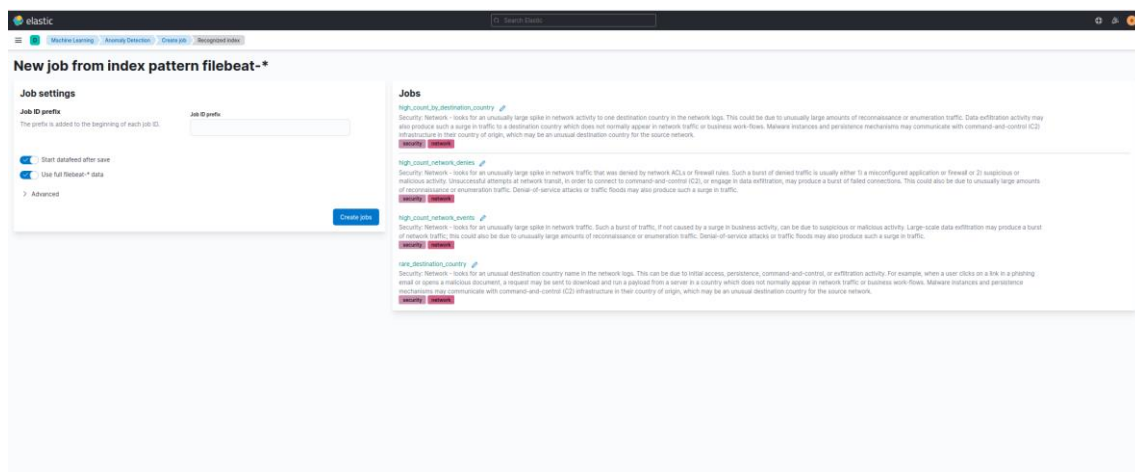 elastic
Search Elastic
Machine Learning
Anomaly Detection
Create job
Recognized index
New job from index pattern filebeat-*
Job settings
Job ID prefix
The prefix is added to the beginning of each job ID.
Job ID prefix
Start datafeed after save
Use full filebeat-* data
Advanced
Create jobs
Jobs
high_count_by_destination_country
Security: Network - looks for an unusually large spike in network activity to one destination country in the network logs. This could be due to unusually large amounts of reconnaissance or enumeration traffic. Data exfiltration activity may
also produce such a surge in traffic to a destination country which does not normally appear in network traffic or business work-flows. Malware instances and persistence mechanisms may communicate with command-and-control (C2)
infrastructure in their country of origin, which may be an unusual destination country for the source network.
security network
high_count_network_denies
Security: Network - looks for an unusually large spike in network traffic that was denied by network ACLs or firewall rules. Such a burst of denied traffic is usually either 1) a misconfigured application or firewall or 2) suspicious or
malicious activity. Unsuccessful attempts at network transit, in order to connect to command-and-control (C2), or engage in data exfiltration, may produce a burst of failed connections. This could also be due to unusually large amounts
of reconnaissance or enumeration traffic. Denial-of-service attacks or traffic floods may also produce such a surge in traffic.
security network
high_count_network_events
Security: Network - looks for an unusually large spike in network traffic. Such a burst of traffic, if not caused by a surge in business activity, can be due to suspicious or malicious activity. Large-scale data exfiltration may produce a burst
of network traffic; this could also be due to unusually large amounts of reconnaissance or enumeration traffic. Denial-of-service attacks or traffic floods may also produce such a surge in traffic.
security network
rare_destination_country
Security: Network - looks for an unusual destination country name in the network logs. This can be due to initial access, persistence, command-and-control, or exfiltration activity. For example, when a user clicks on a link in a phishing
email or opens a malicious document, a request may be sent to download and run a payload from a server in a country which does not normally appear in network traffic or business work-flows. Malware instances and persistence
mechanisms may communicate with command-and-control (C2) infrastructure in their country of origin, which may be an unusual destination country for the source network.
security network